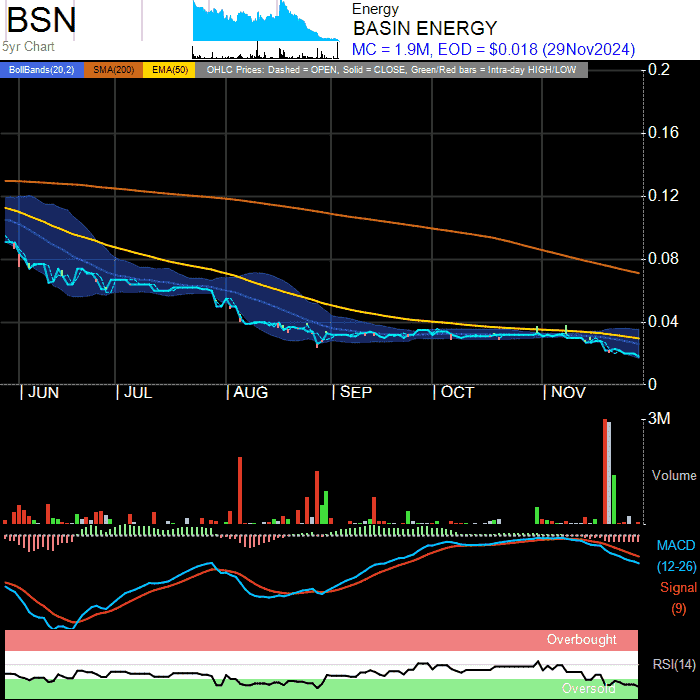 BSN
5yr Chart
Energy
BASIN ENERGY
MC = 1.9M, EOD = $0.018 (29Nov2024)
BollBands(20,2) SMA(200) EMA(50) OHLC Prices: Dashed = OPEN, Solid = CLOSE, Green/Red bars = Intra-day HIGH/LOW
0.2
0.16
0.12
0.08
0.04
0
JUN JUL AUG SEP OCT NOV
3M
Volume
MACD
(12-26)
Signal
(9)
Overbought
RSI(14)
Oversold